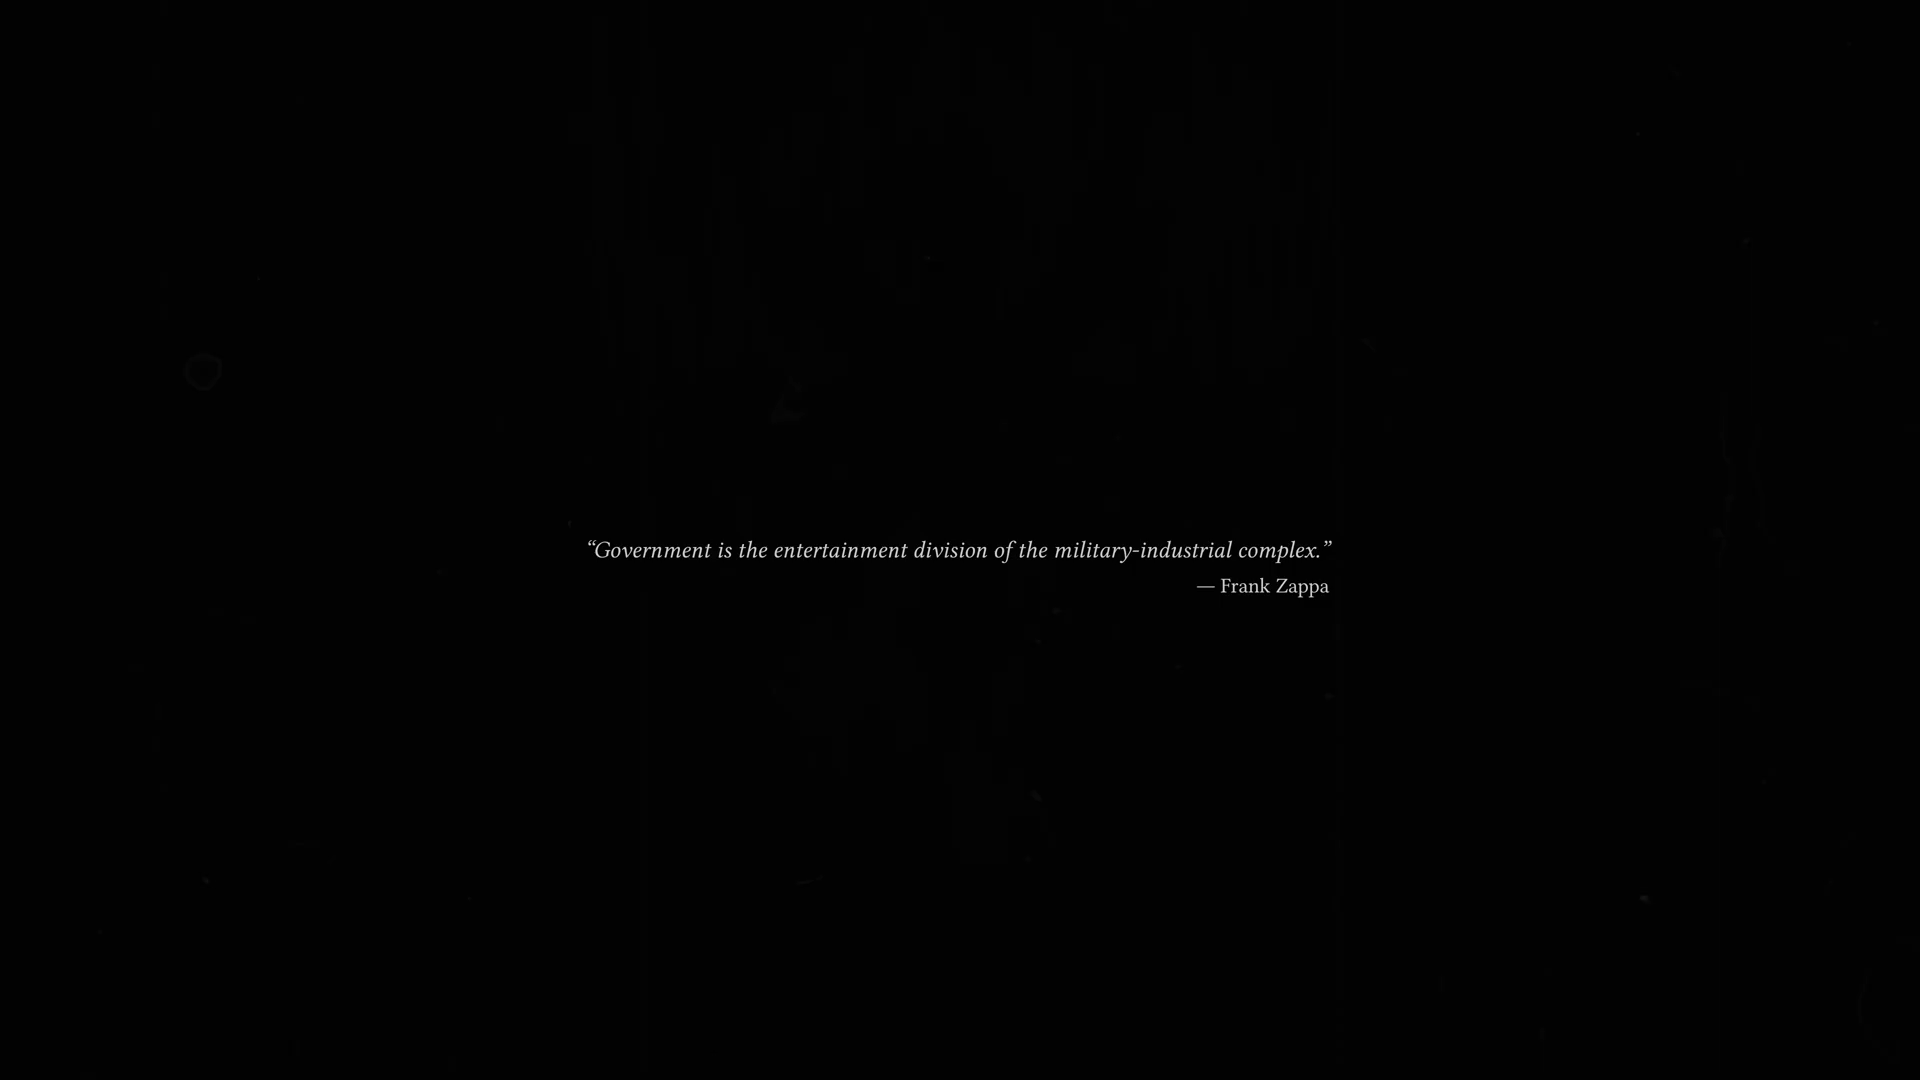 “Government is the entertainment division of the military-industrial complex.”
— Frank Zappa